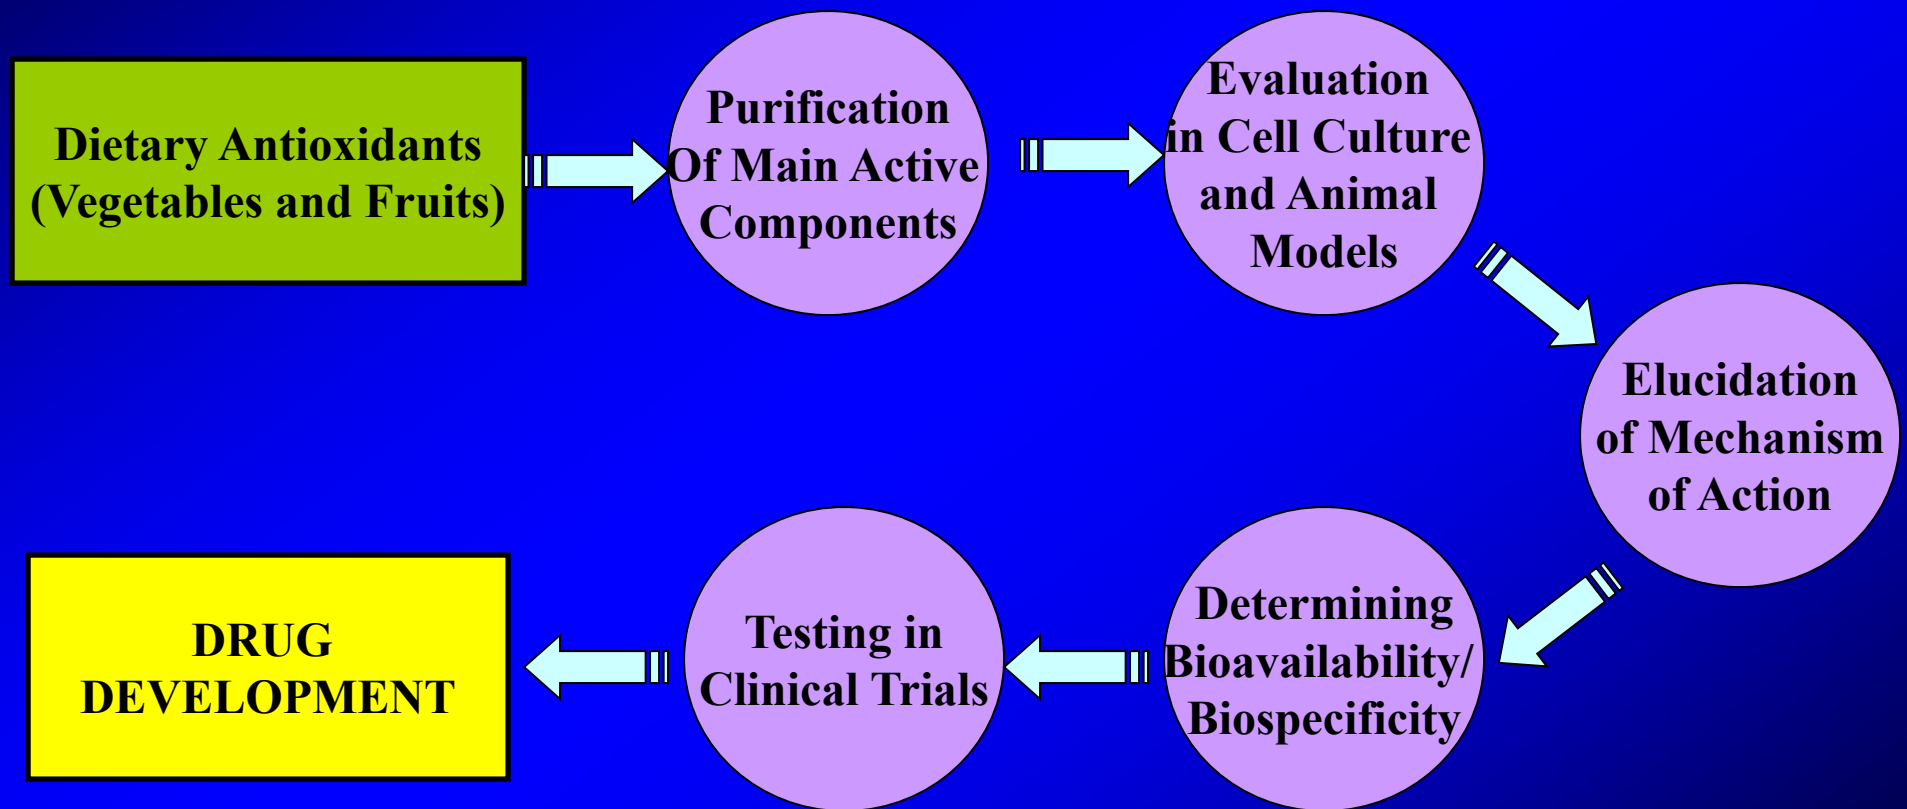 Dietary Antioxidants
(Vegetables and Fruits)
Purification
Of Main Active
Components
Evaluation
in Cell Culture
and Animal
Models
Elucidation
of Mechanism
of Action
Determining
Bioavailability/
Biospecificity
Testing in
Clinical Trials
DRUG
DEVELOPMENT